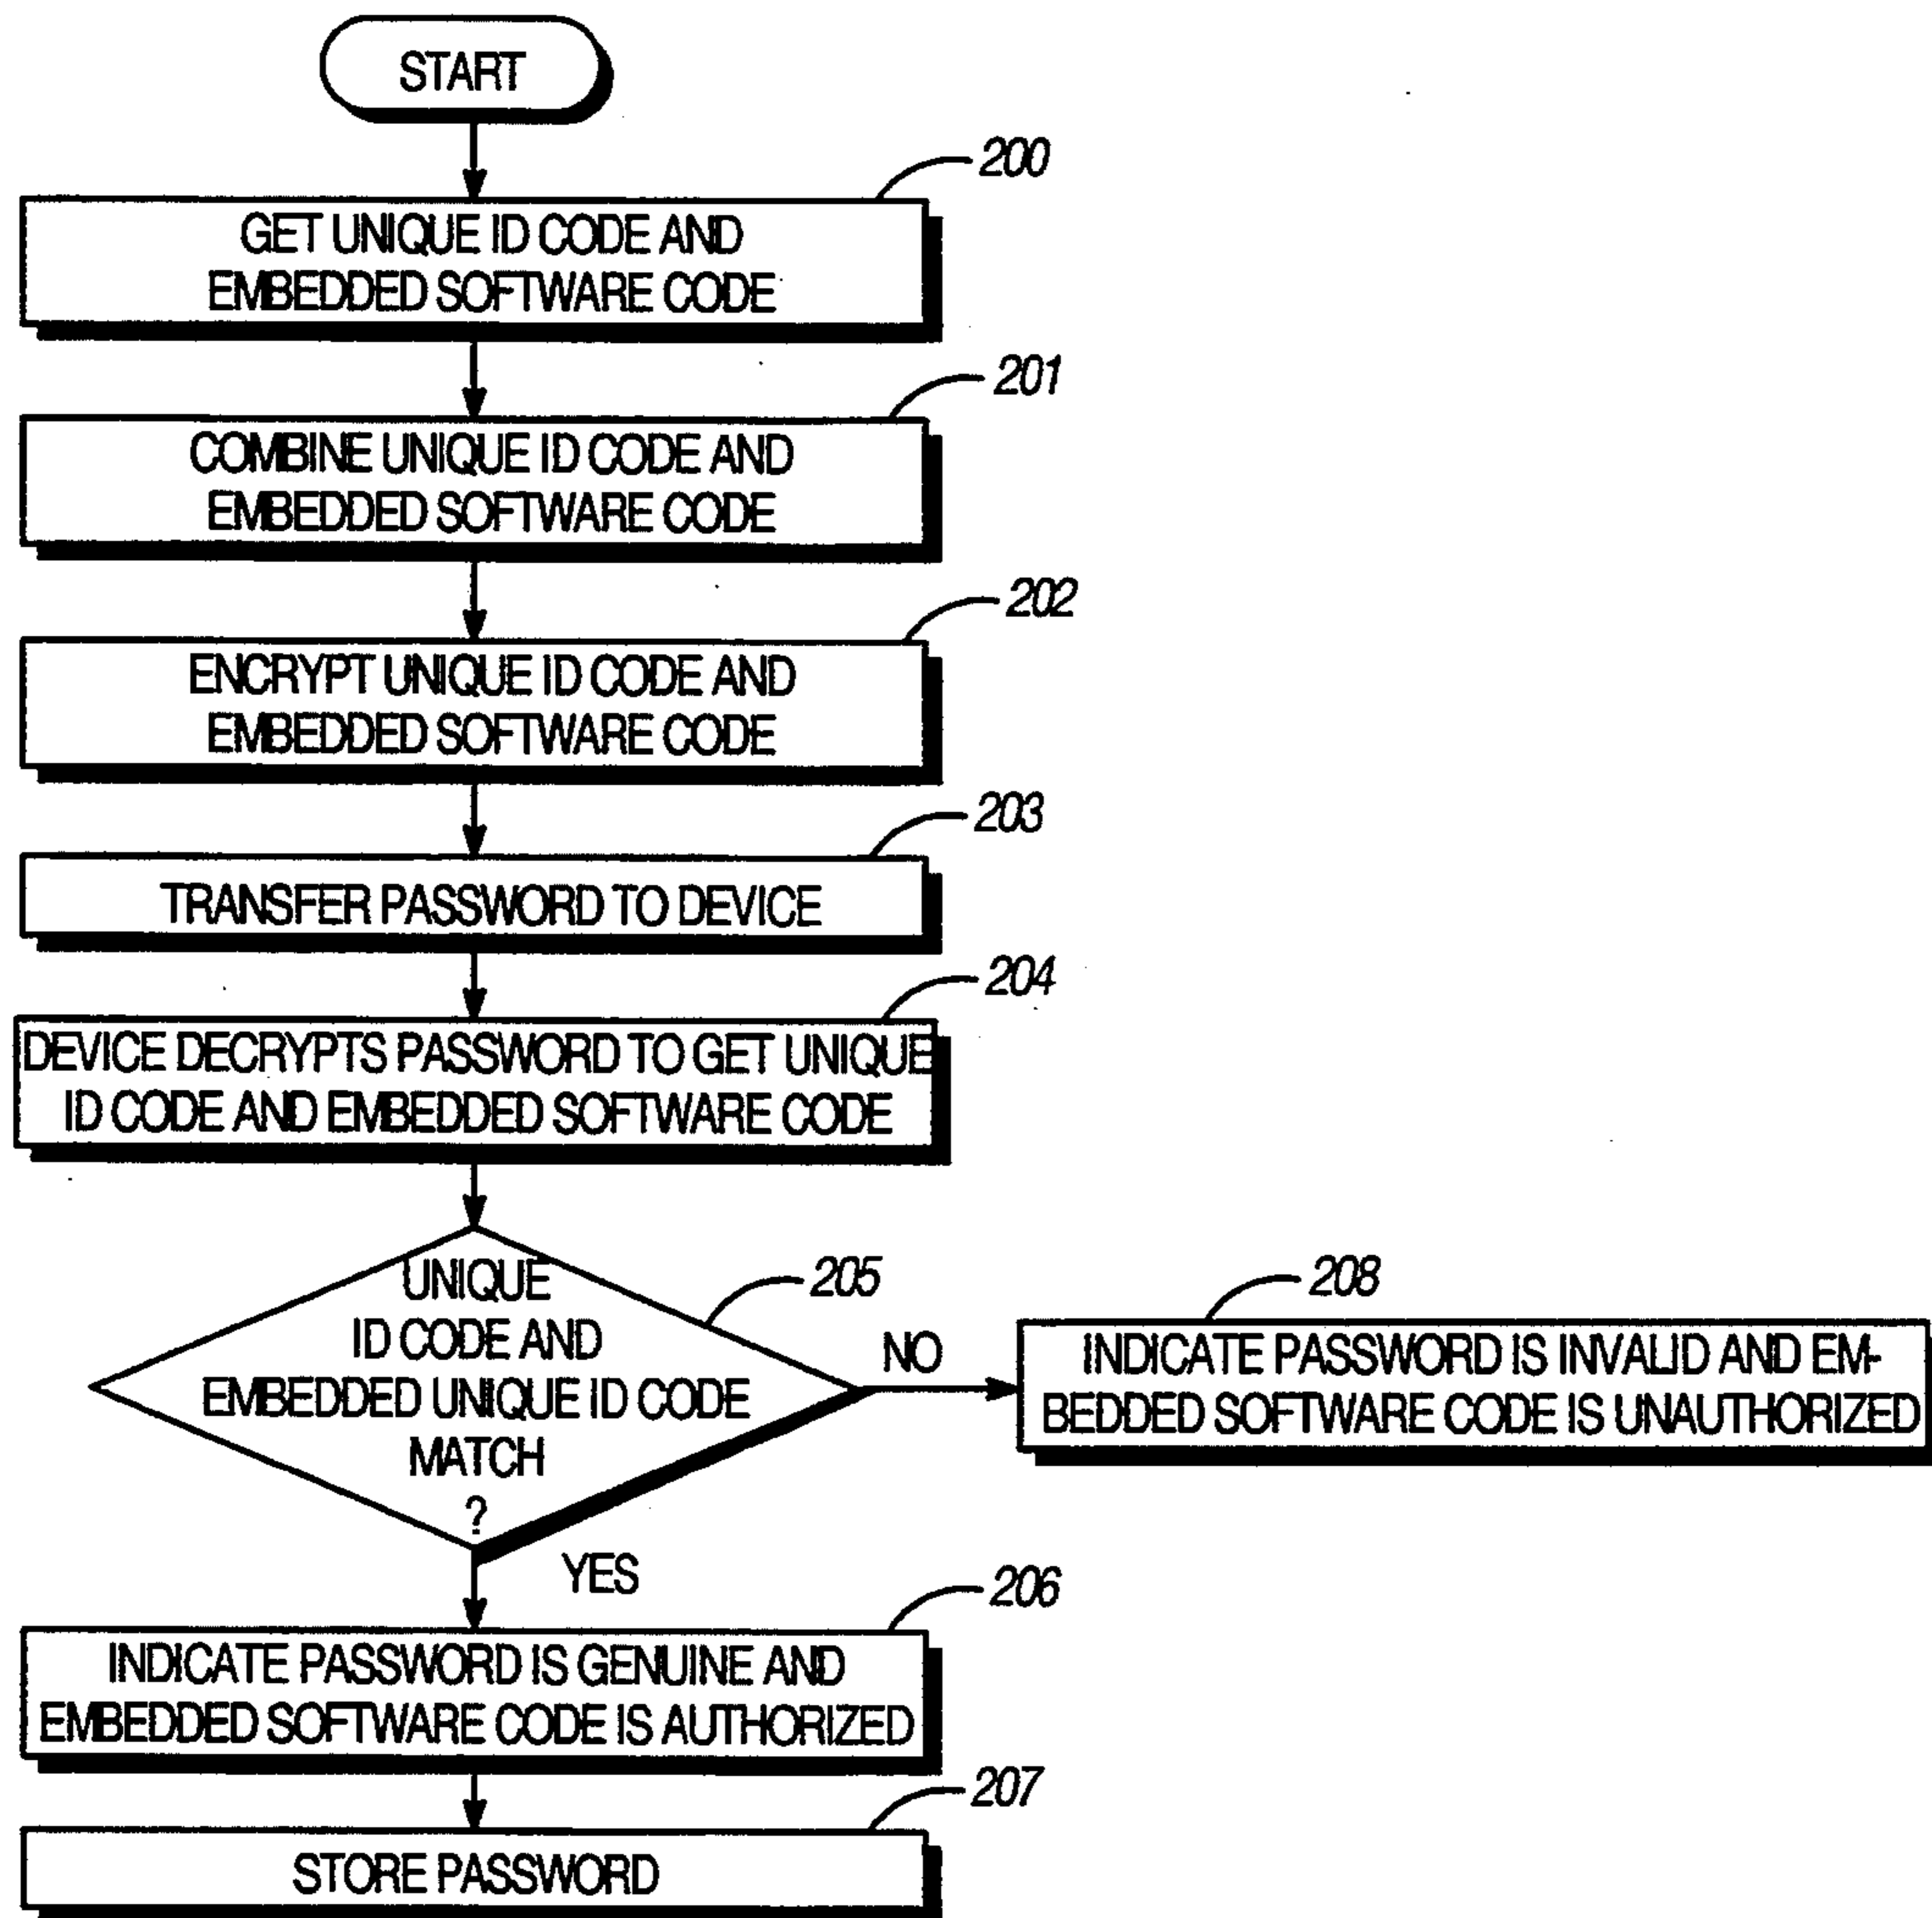 START
200
GET UNIQUE ID CODE AND
EMBEDDED SOFTWARE CODE
201
COMBINE UNIQUE ID CODE AND
EMBEDDED SOFTWARE CODE
202
ENCRYPT UNIQUE ID CODE AND
EMBEDDED SOFTWARE CODE
203
TRANSFER PASSWORD TO DEVICE
204
DEVICE DECRYPTS PASSWORD TO GET UNIQUE
ID CODE AND EMBEDDED SOFTWARE CODE
205
UNIQUE
ID CODE AND
EMBEDDED UNIQUE ID CODE
MATCH
?
NO
208
INDICATE PASSWORD IS INVALID AND EM-
BEDDED SOFTWARE CODE IS UNAUTHORIZED
YES
206
INDICATE PASSWORD IS GENUINE AND
EMBEDDED SOFTWARE CODE IS AUTHORIZED
207
STORE PASSWORD